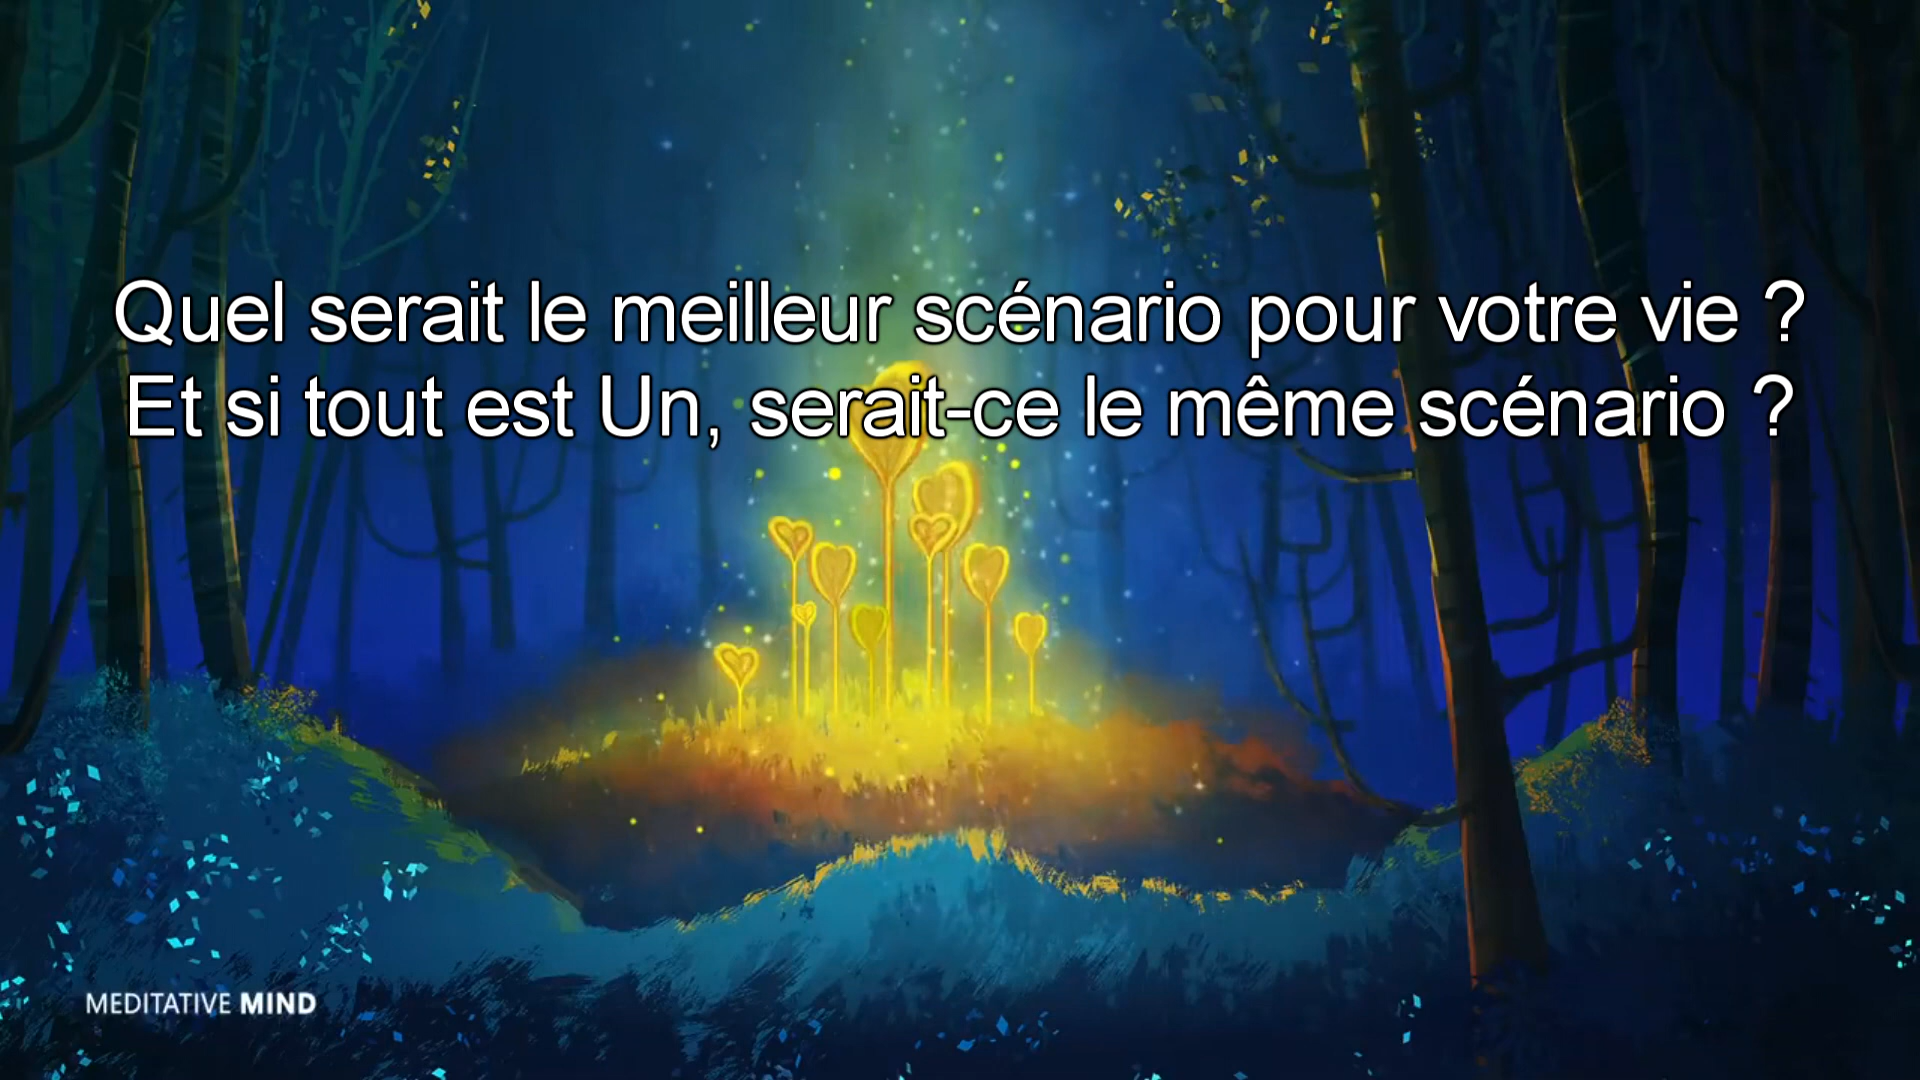 Quel serait le meilleur scénario pour votre vie ?
Et si tout est Un, serait-ce le même scénario ?
MEDITATIVE MIND